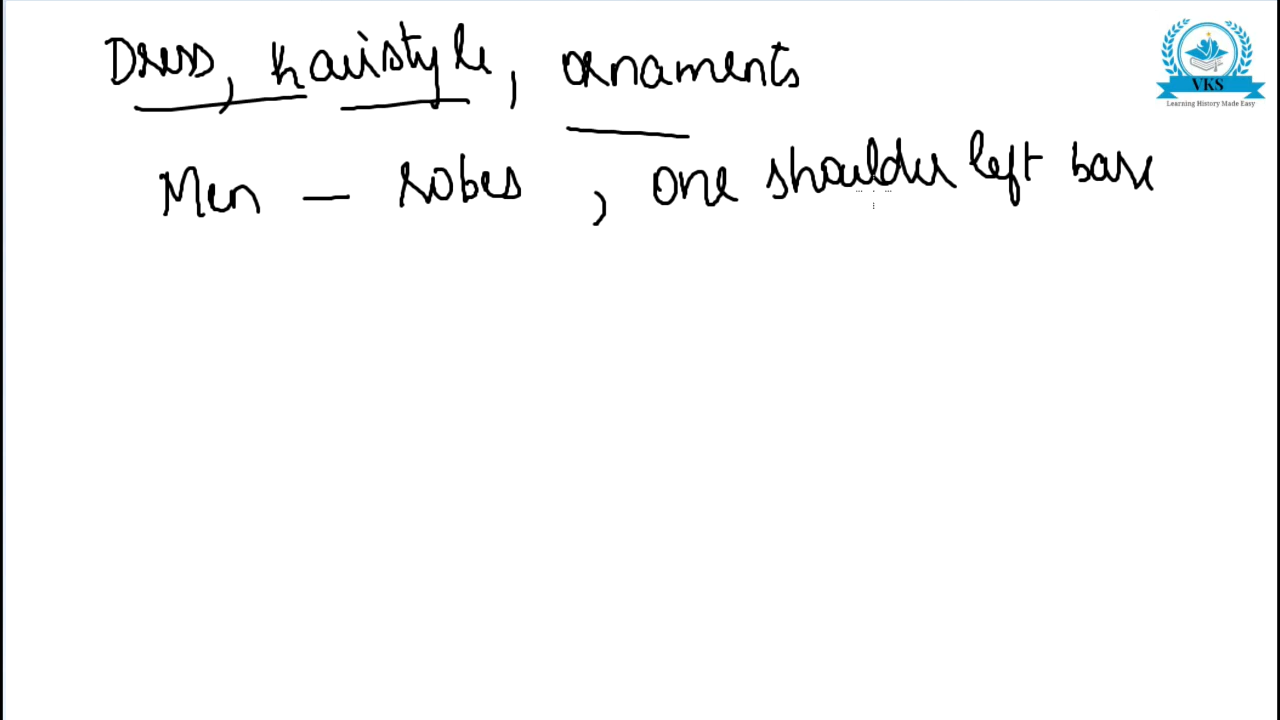 Dress, hairstyle, ornaments
Men – robes , one shoulder left bare
VKS
Learning History Made Easy